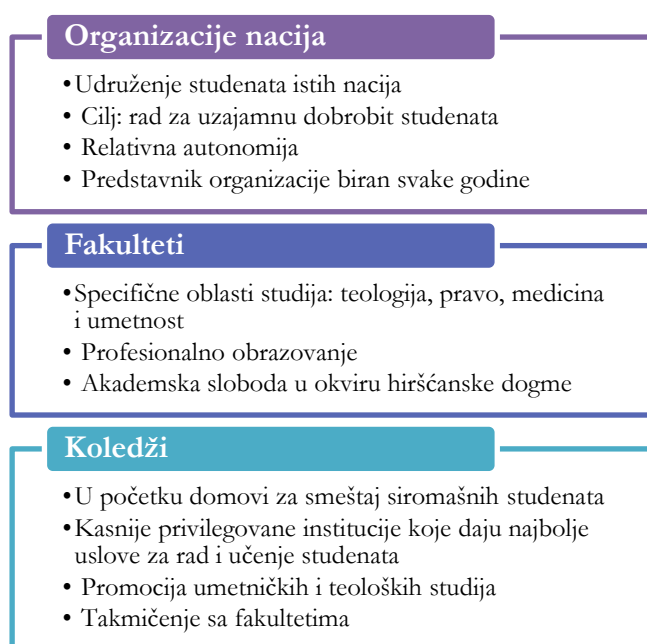 Organizacije nacija
•Udruženje studenata istih nacija
• Cilj: rad za uzajamnu dobrobit studenata
• Relativna autonomija
• Predstavnik organizacije biran svake godine
Fakulteti
•Specifične oblasti studija: teologija, pravo, medicina
i umetnost
• Profesionalno obrazovanje
• Akademska sloboda u okviru hiršćanske dogme
Koledži
•U početku domovi za smeštaj siromašnih studenata
•Kasnije privilegovane institucije koje daju najbolje
uslove za rad i učenje studenata
• Promocija umetničkih i teoloških studija
• Takmičenje sa fakultetima